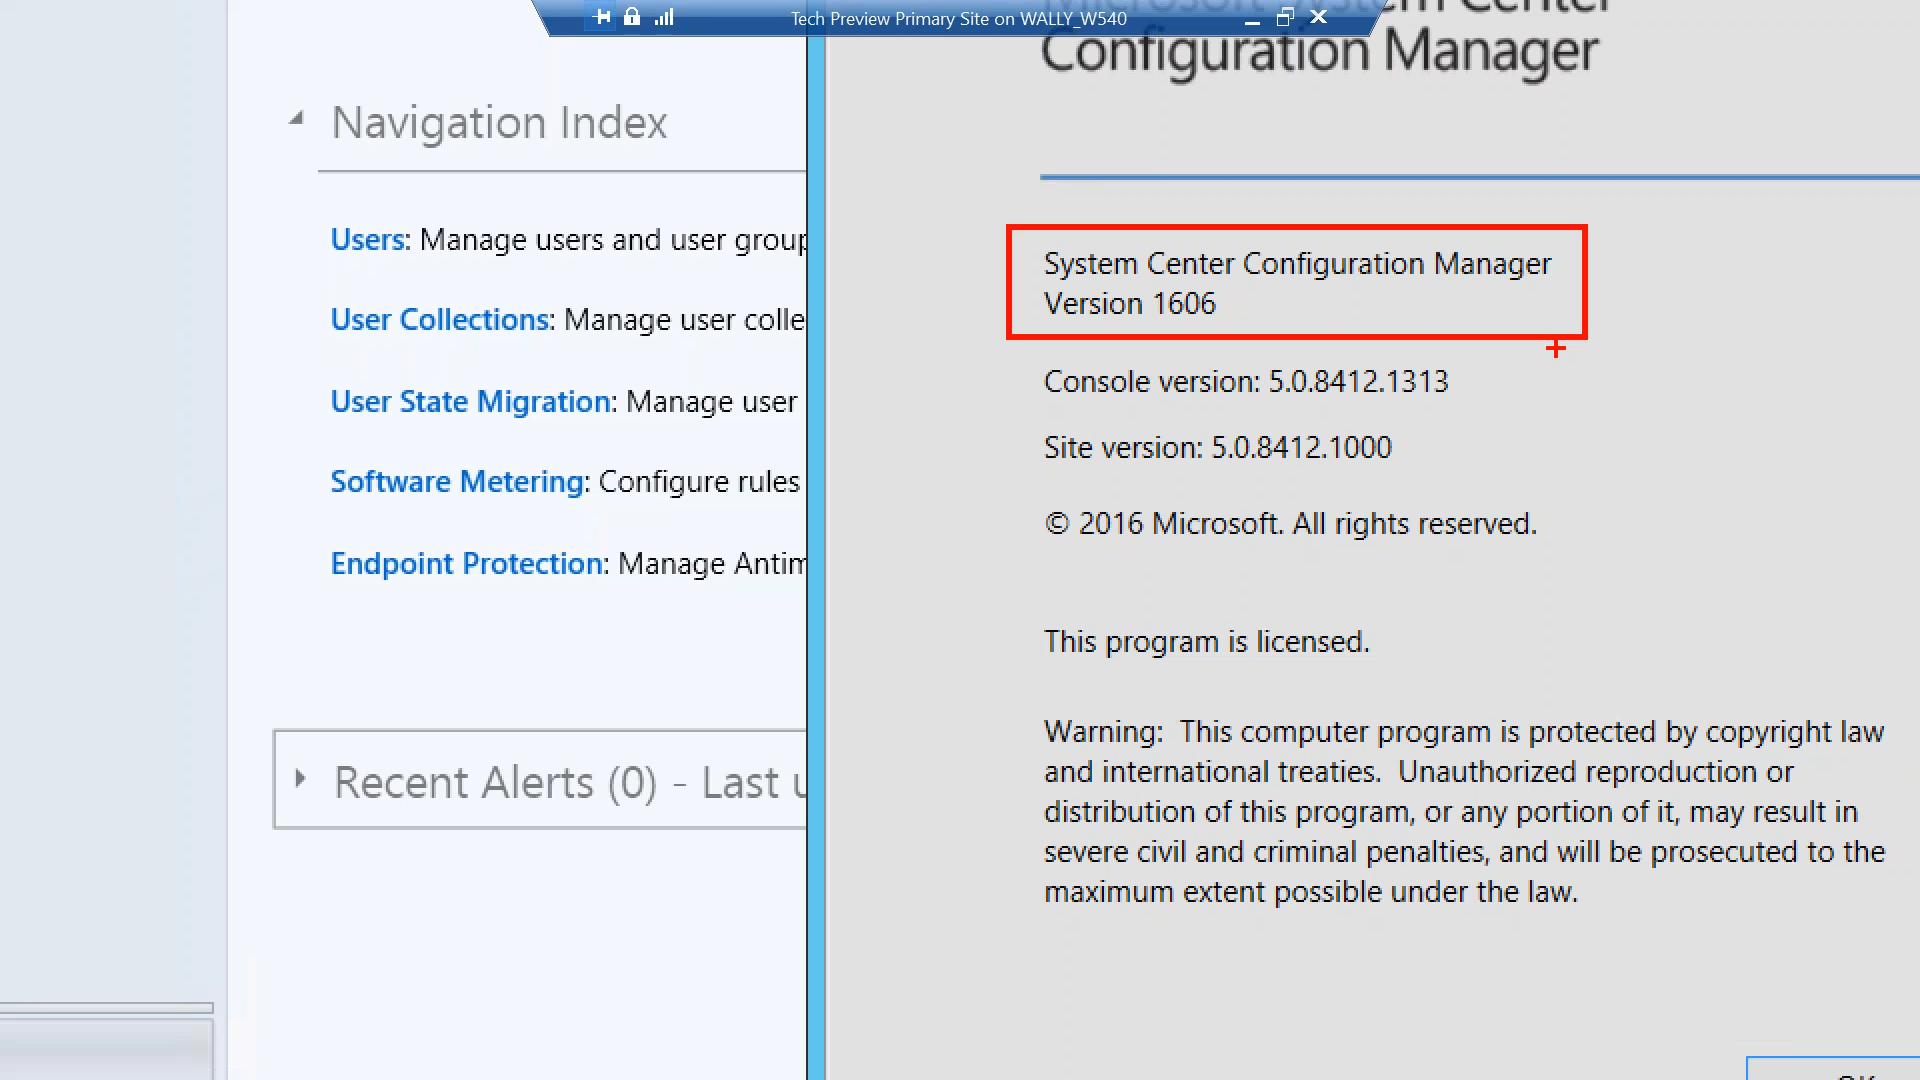 Tech Preview Primary Site on WALLY_W540
Navigation Index
Users: Manage users and user group
User Collections: Manage user colle
User State Migration: Manage user
Software Metering: Configure rules
Endpoint Protection: Manage Antim
Recent Alerts (0) - Last u
Microsoft System Center
Configuration Manager
System Center Configuration Manager
Version 1606
Console version: 5.0.8412.1313
Site version: 5.0.8412.1000
© 2016 Microsoft. All rights reserved.
This program is licensed.
Warning:  This computer program is protected by copyright law
and international treaties.  Unauthorized reproduction or
distribution of this program, or any portion of it, may result in
severe civil and criminal penalties, and will be prosecuted to the
maximum extent possible under the law.
OK